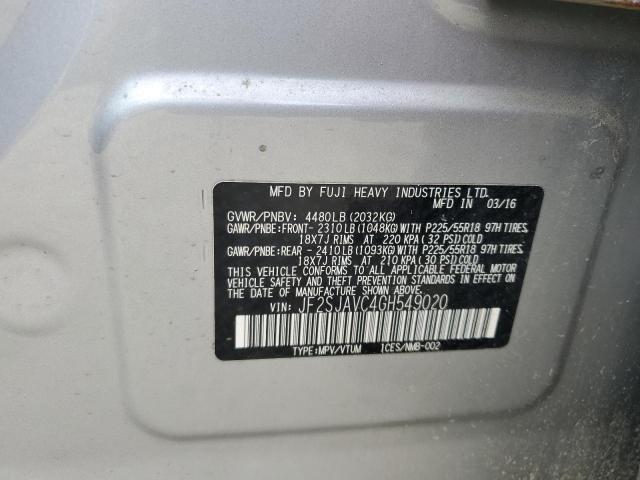 MFD BY FUJI HEAVY INDUSTRIES LTD.
MFD IN 03/16
GVWR/PNBV: 4480LB(2032KG)
GAWR/PNBE:FRONT- 2310LB(1048KG)WITH P225/55R18 97H TIRES,
18X7J RIMS AT 220 KPA(32 PSI)COLD
GAWR/PNBE:REAR - 2410LB(1093KG)WITH P225/55R18 97H TIRES,
18X7J RIMS AT 210 KPA(30 PSI)COLD
THIS VEHICLE CONFORMS TO ALL APPLICABLE FEDERAL MOTOR
VEHICLE SAFETY AND THEFT PREVENTION STANDARDS IN EFFECT ON
THE DATE OF MANUFACTURE SHOWN ABOVE.
VIN: JF2SJAVC4GH549020
TYPE:MPV/VTUM ICES/NMB-002